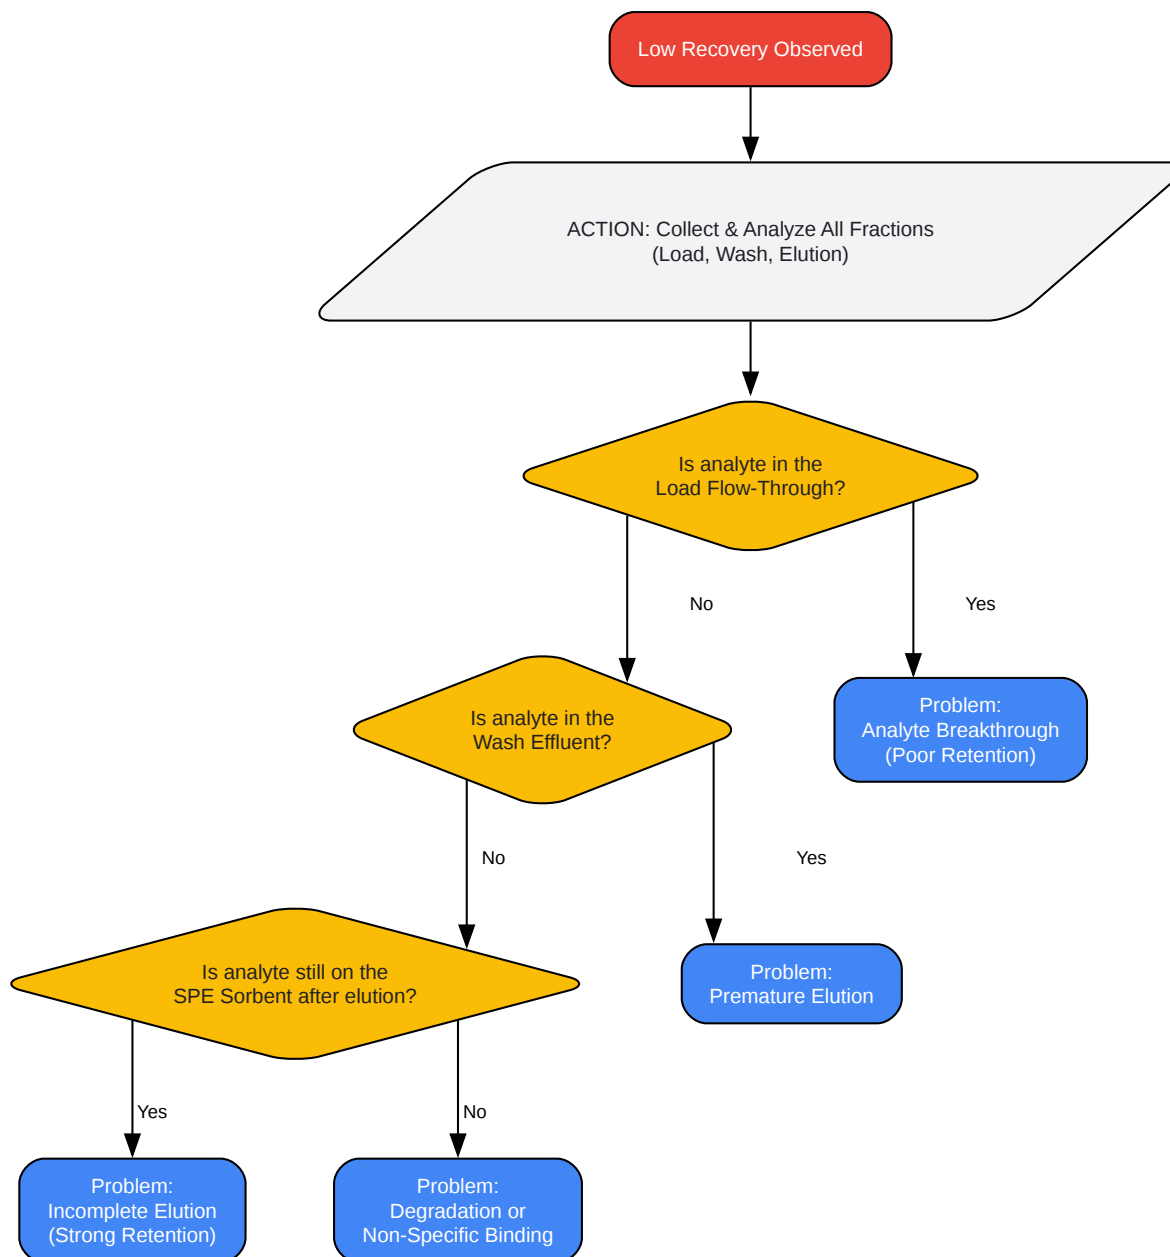 Low Recovery Observed
ACTION: Collect & Analyze All Fractions
(Load, Wash, Elution)
Is analyte in the
Load Flow-Through?
No
Yes
Is analyte in the
Wash Effluent?
Problem:
Analyte Breakthrough
(Poor Retention)
No
Yes
Is analyte still on the
SPE Sorbent after elution?
Problem:
Premature Elution
Yes
No
Problem:
Incomplete Elution
(Strong Retention)
Problem:
Degradation or
Non-Specific Binding